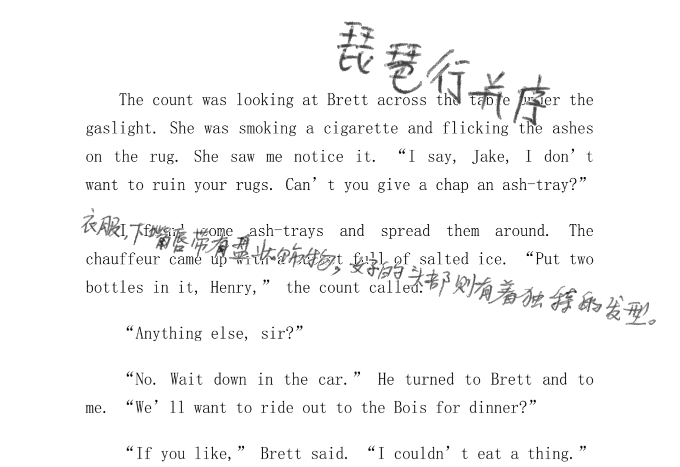 琵琶行并序
The count was looking at Brett across the table under the
gaslight. She was smoking a cigarette and flicking the ashes
on the rug. She saw me notice it. “I say, Jake, I don’t
want to ruin your rugs. Can’t you give a chap an ash-tray?”
衣服,下嘴唇带有盘状的饰物,女子的头部则有着独特的发型。
I found some ash-trays and spread them around. The
chauffeur came up with a full of salted ice. “Put two
bottles in it, Henry,” the count called.
“Anything else, sir?”
“No. Wait down in the car.” He turned to Brett and to
me. “We’ll want to ride out to the Bois for dinner?”
“If you like,” Brett said. “I couldn’t eat a thing.”